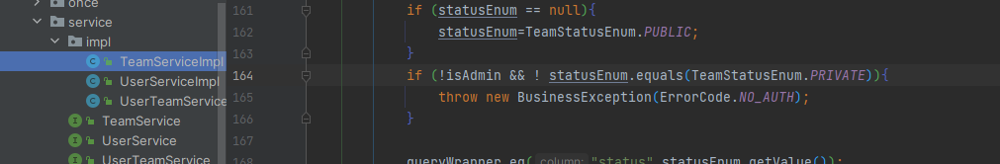 once
service
impl
TeamServiceImpl
UserServiceImpl
UserTeamService
TeamService
UserService
UserTeamService
161 if (statusEnum == null){
162 statusEnum=TeamStatusEnum.PUBLIC;
163 }
164 if (!isAdmin && ! statusEnum.equals(TeamStatusEnum.PRIVATE)){
165 throw new BusinessException(ErrorCode.NO_AUTH);
166 }
167
168 queryWrapper.eq( column: "status",statusEnum.getValue());